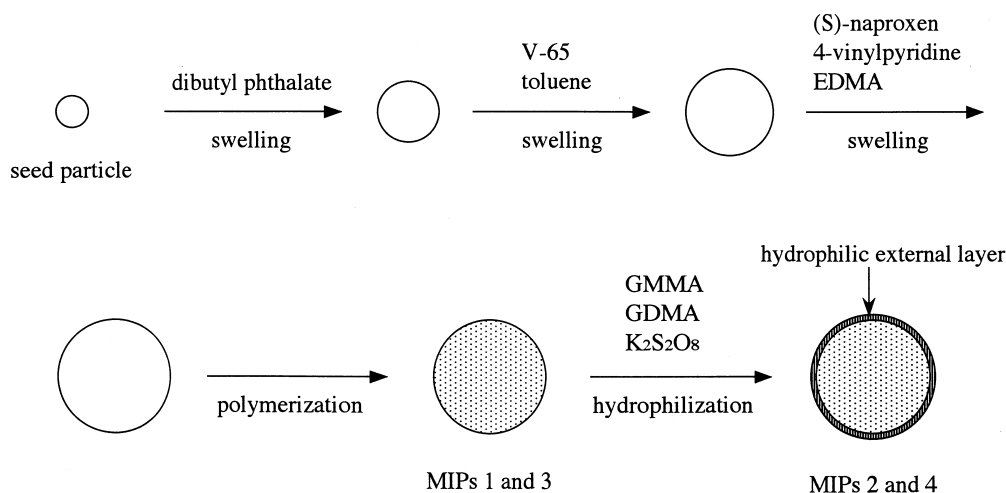 dibutyl phthalate
swelling
seed particle
V-65
toluene
swelling
(S)-naproxen
4-vinylpyridine
EDMA
swelling
polymerization
MIPs 1 and 3
GMMA
GDMA
K2S2O8
hydrophilization
hydrophilic external layer
MIPs 2 and 4